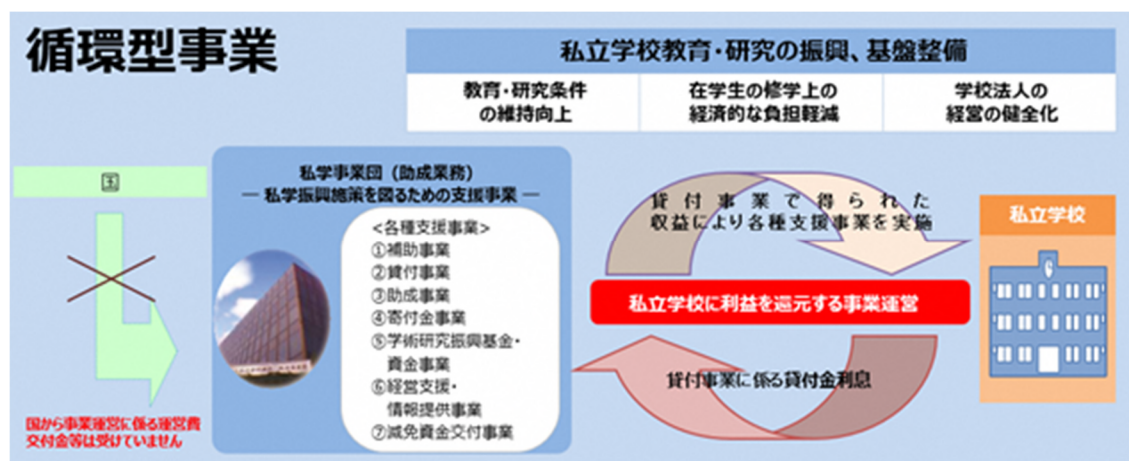 循環型事業
私立学校教育・研究の振興、基盤整備
教育・研究条件
の維持向上
在学生の修学上の
経済的な負担軽減
学校法人の
経営の健全化
国
国から事業運営に係る運営費
交付金等は受けていません
私学事業団（助成業務）
― 私学振興施策を図るための支援事業 ―
<各種支援事業>
①補助事業
②貸付事業
③助成事業
④寄付金事業
⑤学術研究振興基金・
資金事業
⑥経営支援・
情報提供事業
⑦減免資金交付事業
貸付事業で得られた
収益により各種支援事業を実施
私立学校に利益を還元する事業運営
貸付事業に係る貸付金利息
私立学校